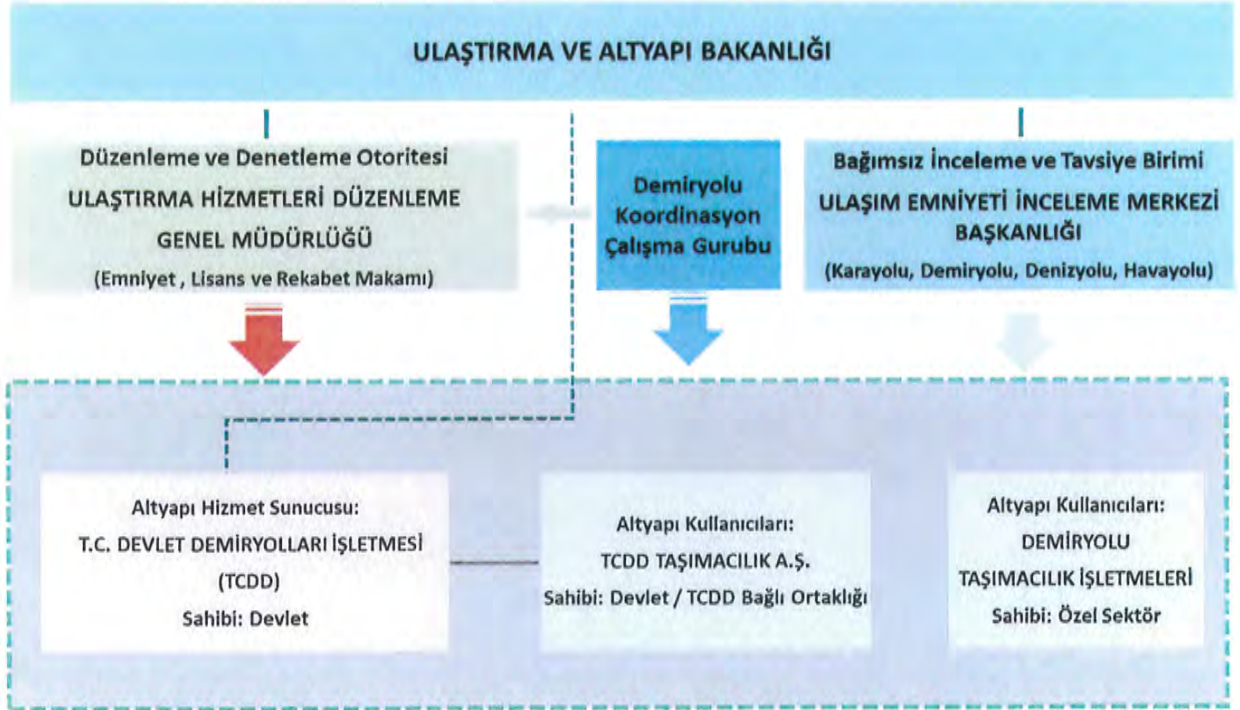 ULAŞTIRMA VE ALTYAPI BAKANLIĞI
Düzenleme ve Denetleme Otoritesi
ULAŞTIRMA HİZMETLERİ DÜZENLEME
GENEL MÜDÜRLÜĞÜ
(Emniyet , Lisans ve Rekabet Makamı)
Demiryolu
Koordinasyon
Çalışma Gurubu
Bağımsız İnceleme ve Tavsiye Birimi
ULAŞIM EMNİYETİ İNCELEME MERKEZİ
BAŞKANLIĞI
(Karayolu, Demiryolu, Denizyolu, Havayolu)
Altyapı Hizmet Sunucusu:
T.C. DEVLET DEMİRYOLLARI İŞLETMESİ
(TCDD)
Sahibi: Devlet
Altyapı Kullanıcıları:
TCDD TAŞIMACILIK A.Ş.
Sahibi: Devlet / TCDD Bağlı Ortaklığı
Altyapı Kullanıcıları:
DEMİRYOLU
TAŞIMACILIK İŞLETMELERİ
Sahibi: Özel Sektör